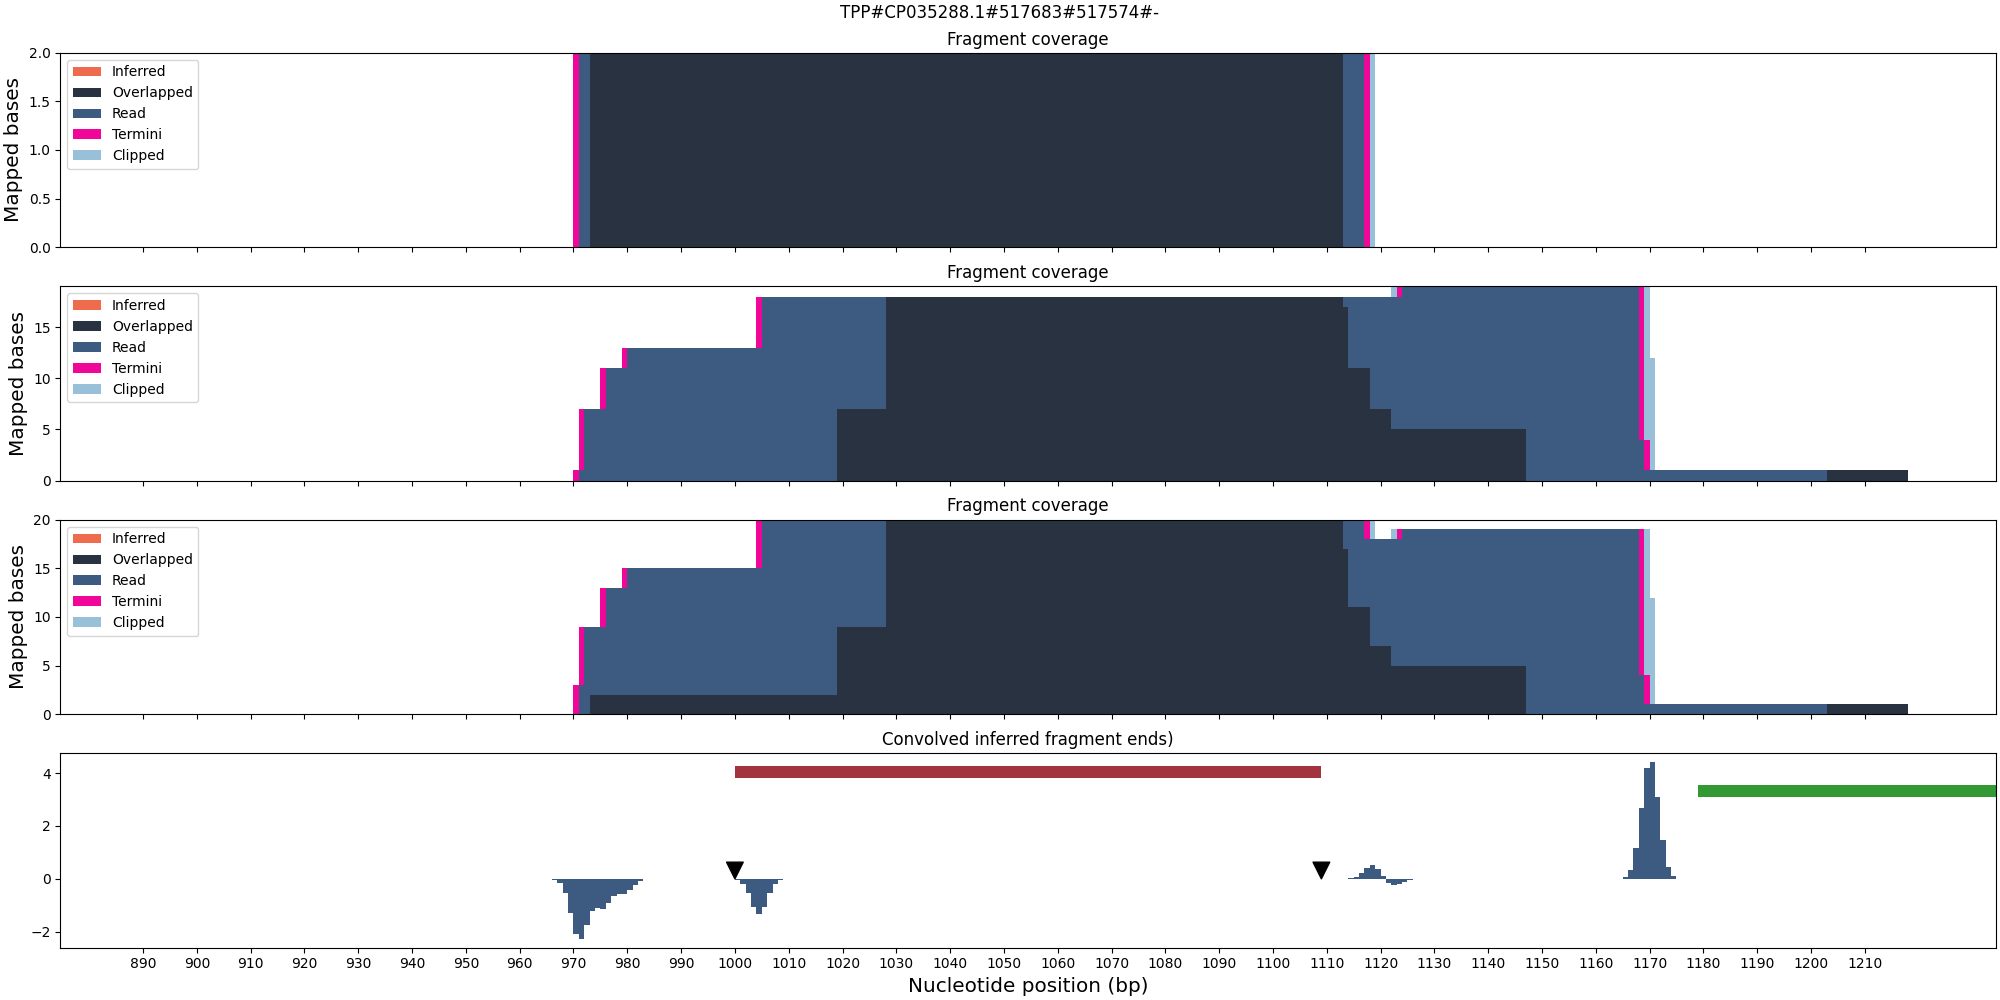 TPP#CP035288.1#517683#517574#-
Fragment coverage
Mapped bases
2.0
1.5
1.0
0.5
0.0
Inferred
Overlapped
Read
Termini
Clipped
Fragment coverage
Mapped bases
15
10
5
0
Inferred
Overlapped
Read
Termini
Clipped
Fragment coverage
Mapped bases
20
15
10
5
0
Inferred
Overlapped
Read
Termini
Clipped
Convolved inferred fragment ends)
4
2
0
−2
890 900 910 920 930 940 950 960 970 980 990 1000 1010 1020 1030 1040 1050 1060 1070 1080 1090 1100 1110 1120 1130 1140 1150 1160 1170 1180 1190 1200 1210
Nucleotide position (bp)